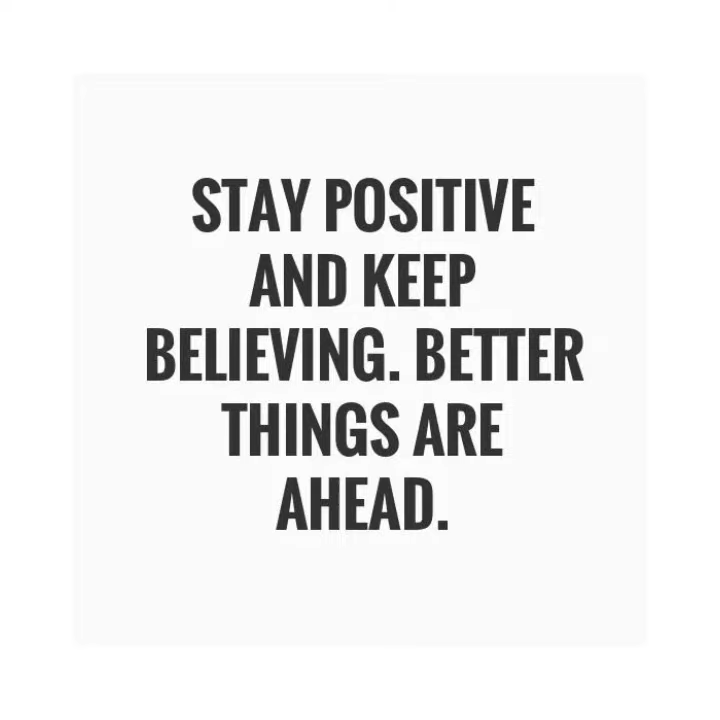 STAY POSITIVE
AND KEEP
BELIEVING. BETTER
THINGS ARE
AHEAD.